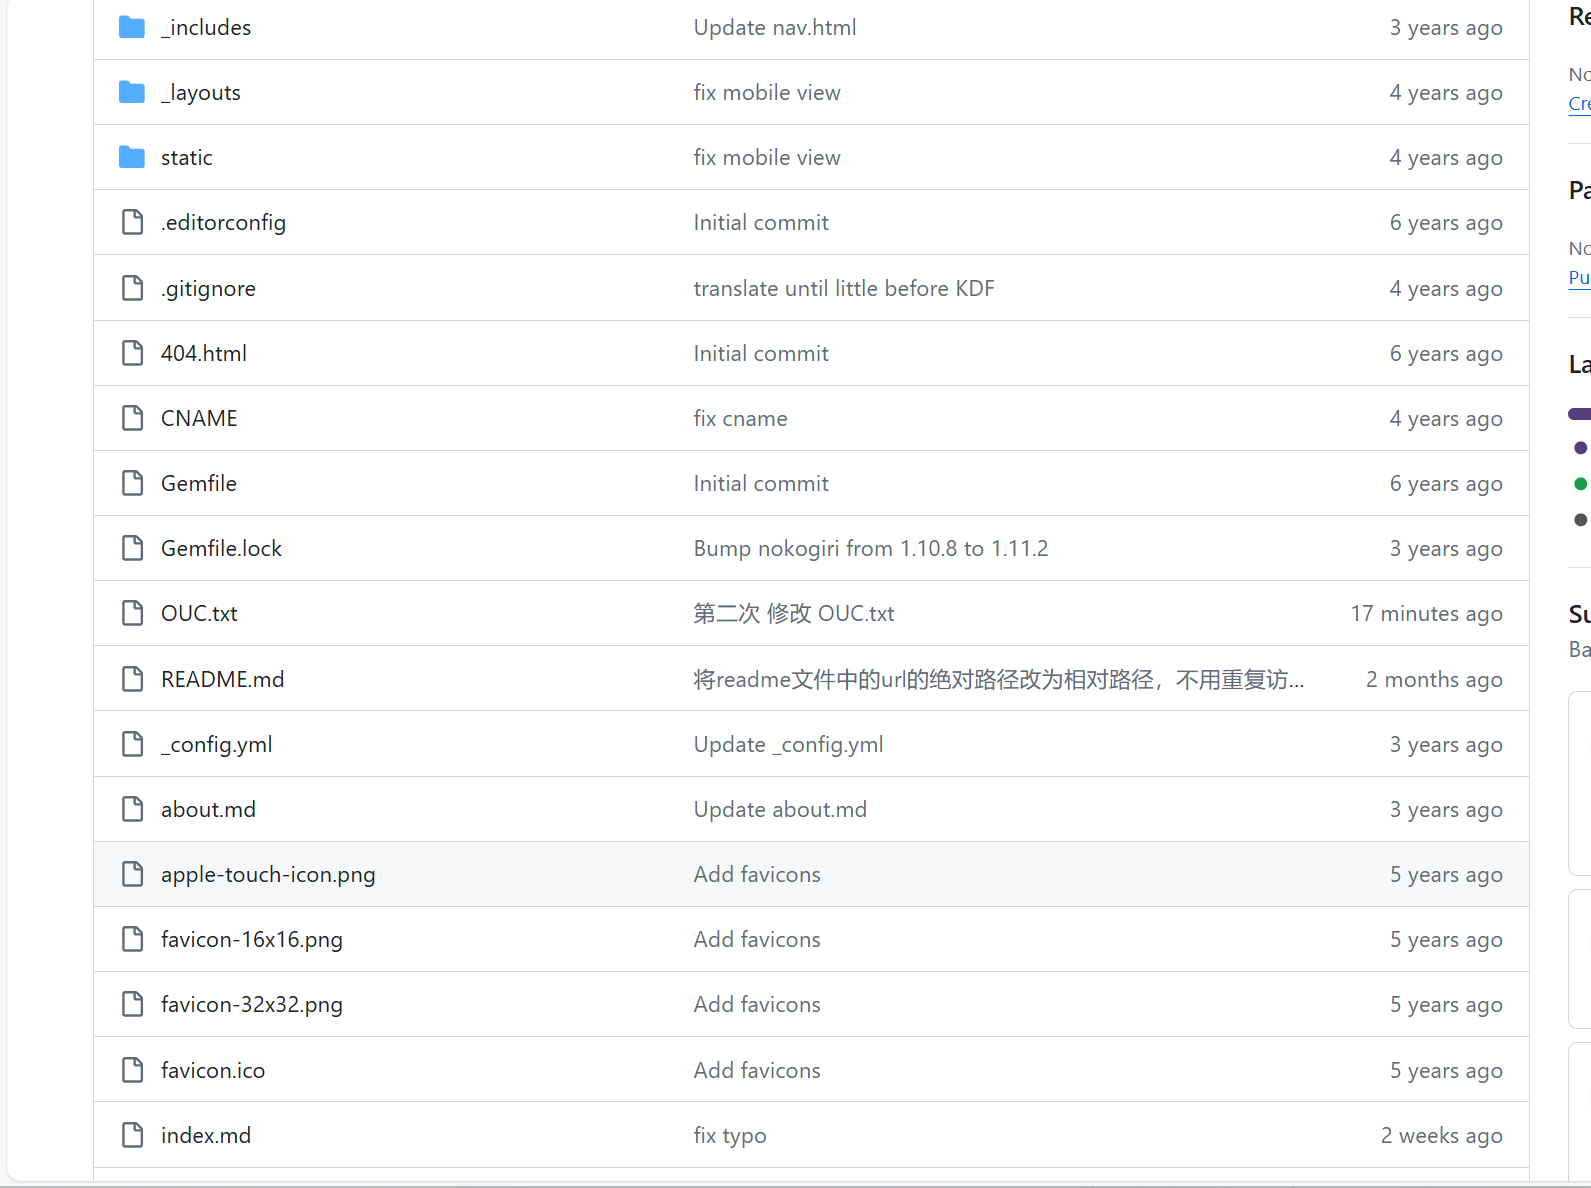 _includes Update nav.html 3 years ago
_layouts fix mobile view 4 years ago
static fix mobile view 4 years ago
.editorconfig Initial commit 6 years ago
.gitignore translate until little before KDF 4 years ago
404.html Initial commit 6 years ago
CNAME fix cname 4 years ago
Gemfile Initial commit 6 years ago
Gemfile.lock Bump nokogiri from 1.10.8 to 1.11.2 3 years ago
OUC.txt 第二次 修改 OUC.txt 17 minutes ago
README.md 将readme文件中的url的绝对路径改为相对路径，不用重复访... 2 months ago
_config.yml Update _config.yml 3 years ago
about.md Update about.md 3 years ago
apple-touch-icon.png Add favicons 5 years ago
favicon-16x16.png Add favicons 5 years ago
favicon-32x32.png Add favicons 5 years ago
favicon.ico Add favicons 5 years ago
index.md fix typo 2 weeks ago
Re
No
Cre
Pa
No
Pu
La
Su
Ba